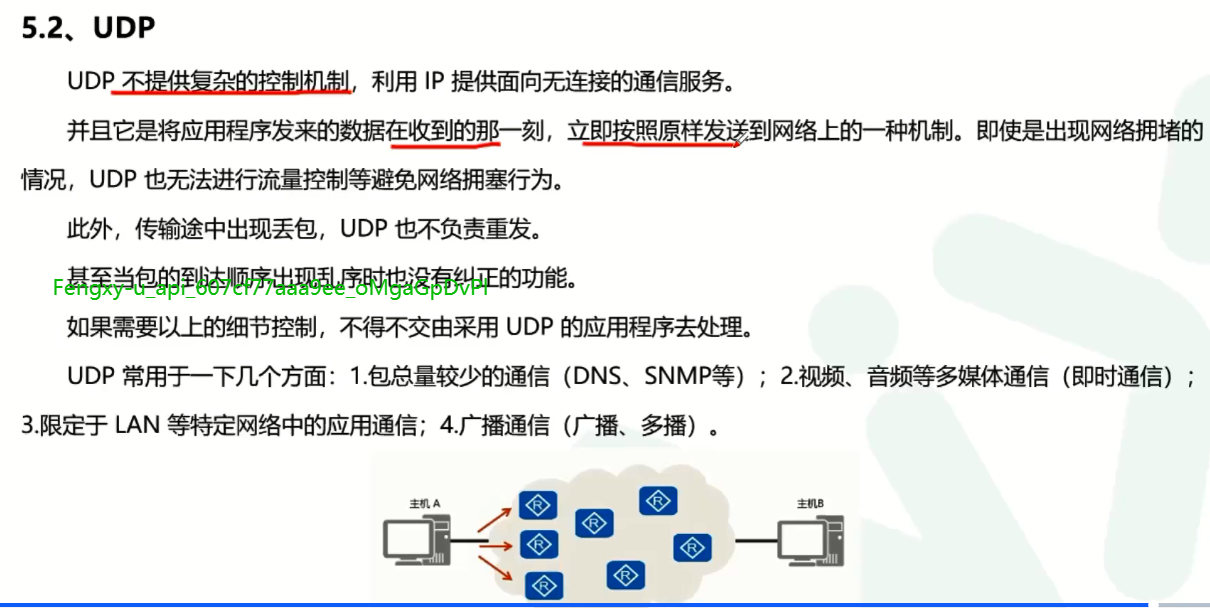 5.2、UDP
UDP 不提供复杂的控制机制，利用 IP 提供面向无连接的通信服务。
并且它是将应用程序发来的数据在收到的那一刻，立即按照原样发送到网络上的一种机制。即使是出现网络拥堵的
情况，UDP 也无法进行流量控制等避免网络拥塞行为。
此外，传输途中出现丢包，UDP 也不负责重发。
甚至当包的到达顺序出现乱序时也没有纠正的功能。
Fengxy-u_api_607cf77aaa9ee_oMgaGpDvPl
如果需要以上的细节控制，不得不交由采用 UDP 的应用程序去处理。
UDP 常用于一下几个方面：1.包总量较少的通信（DNS、SNMP等）；2.视频、音频等多媒体通信（即时通信）；
3.限定于 LAN 等特定网络中的应用通信；4.广播通信（广播、多播）。
主机 A
主机B
R
R
R
R
R
R
R